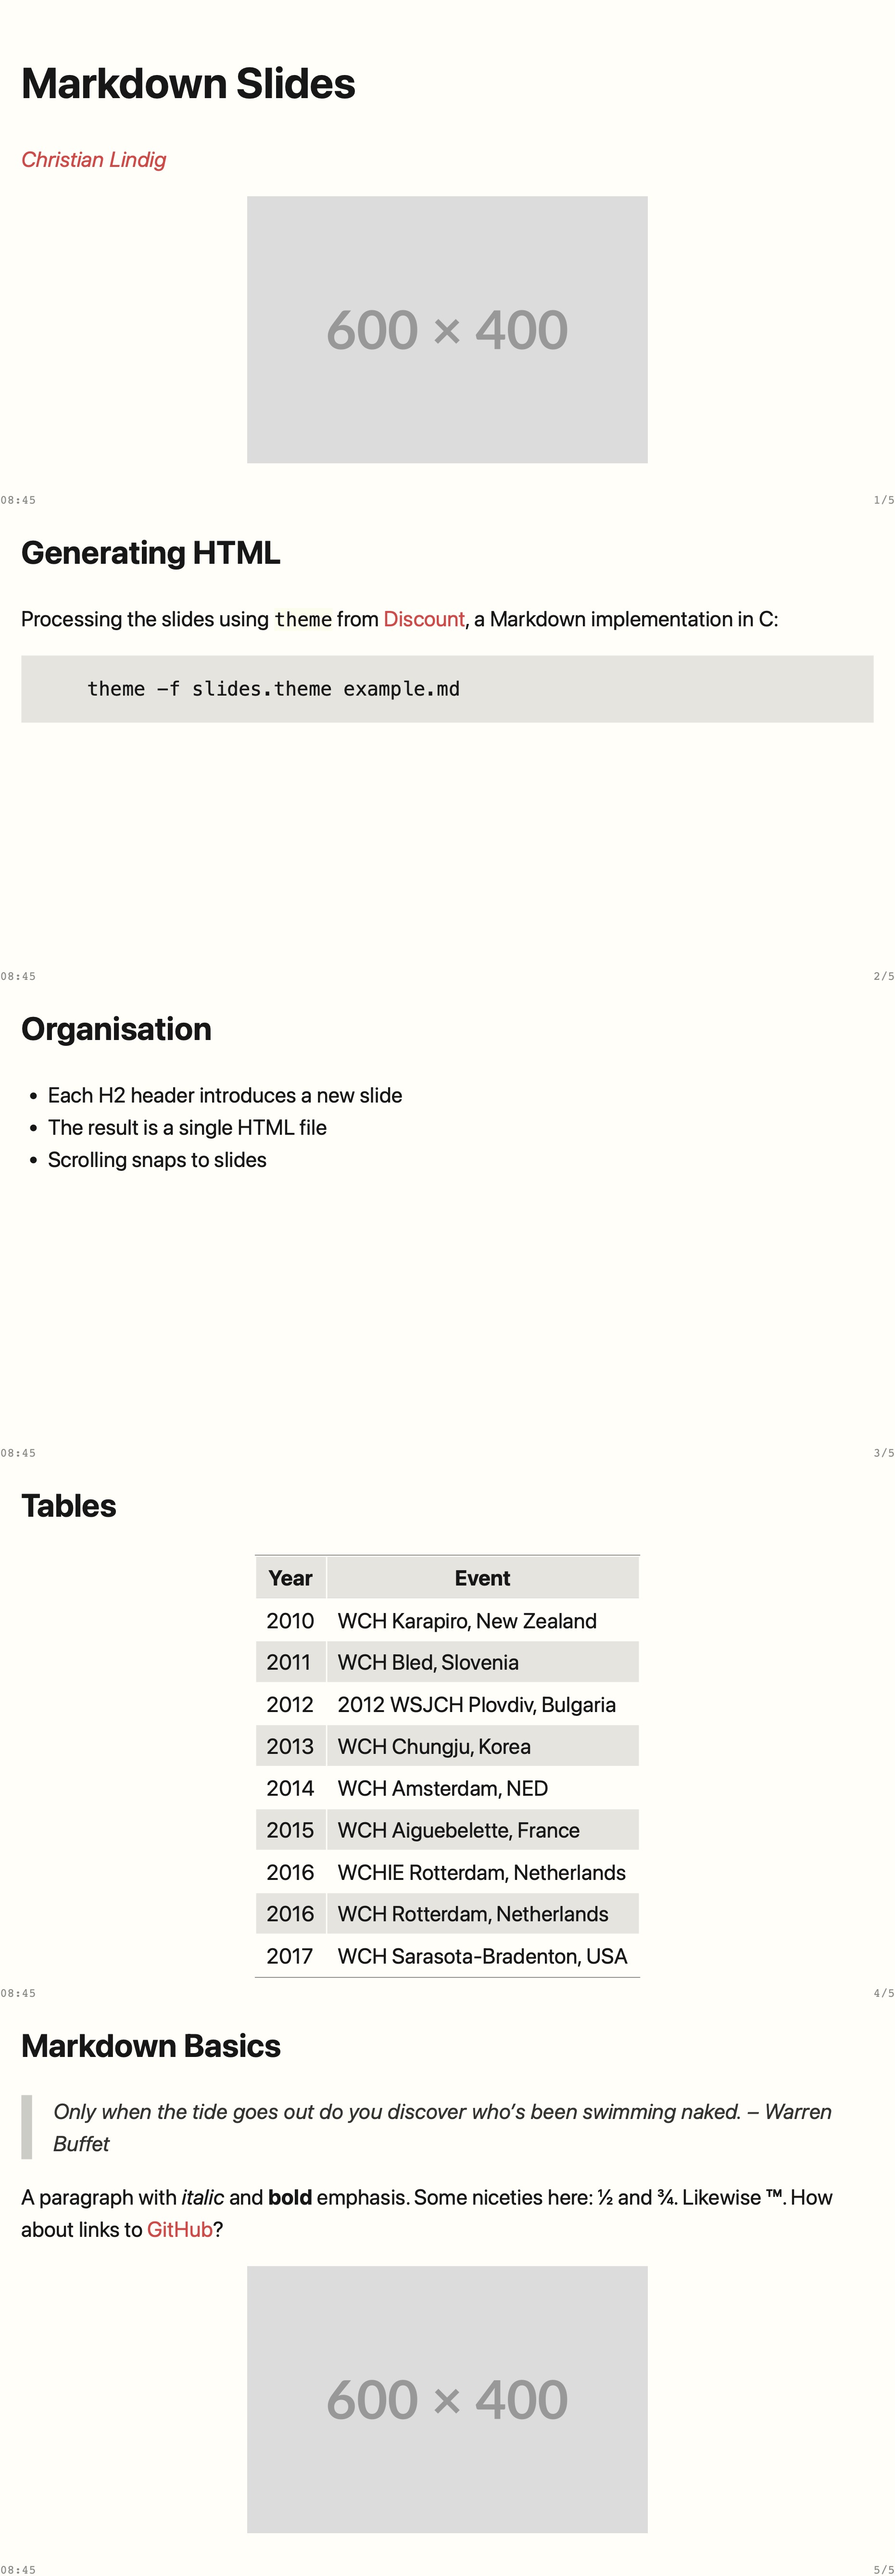 Markdown Slides
Christian Lindig
600 × 400
08:45
1/5
Generating HTML
Processing the slides using theme from Discount, a Markdown implementation in C:
theme -f slides.theme example.md
08:45
2/5
Organisation
• Each H2 header introduces a new slide
• The result is a single HTML file
• Scrolling snaps to slides
08:45
3/5
Tables
Year Event
2010 WCH Karapiro, New Zealand
2011 WCH Bled, Slovenia
2012 2012 WSJCH Plovdiv, Bulgaria
2013 WCH Chungju, Korea
2014 WCH Amsterdam, NED
2015 WCH Aiguebelette, France
2016 WCHIE Rotterdam, Netherlands
2016 WCH Rotterdam, Netherlands
2017 WCH Sarasota-Bradenton, USA
08:45
4/5
Markdown Basics
Only when the tide goes out do you discover who’s been swimming naked. – Warren
Buffet
A paragraph with italic and bold emphasis. Some niceties here: ½ and ¾. Likewise ™. How
about links to GitHub?
600 × 400
08:45
5/5